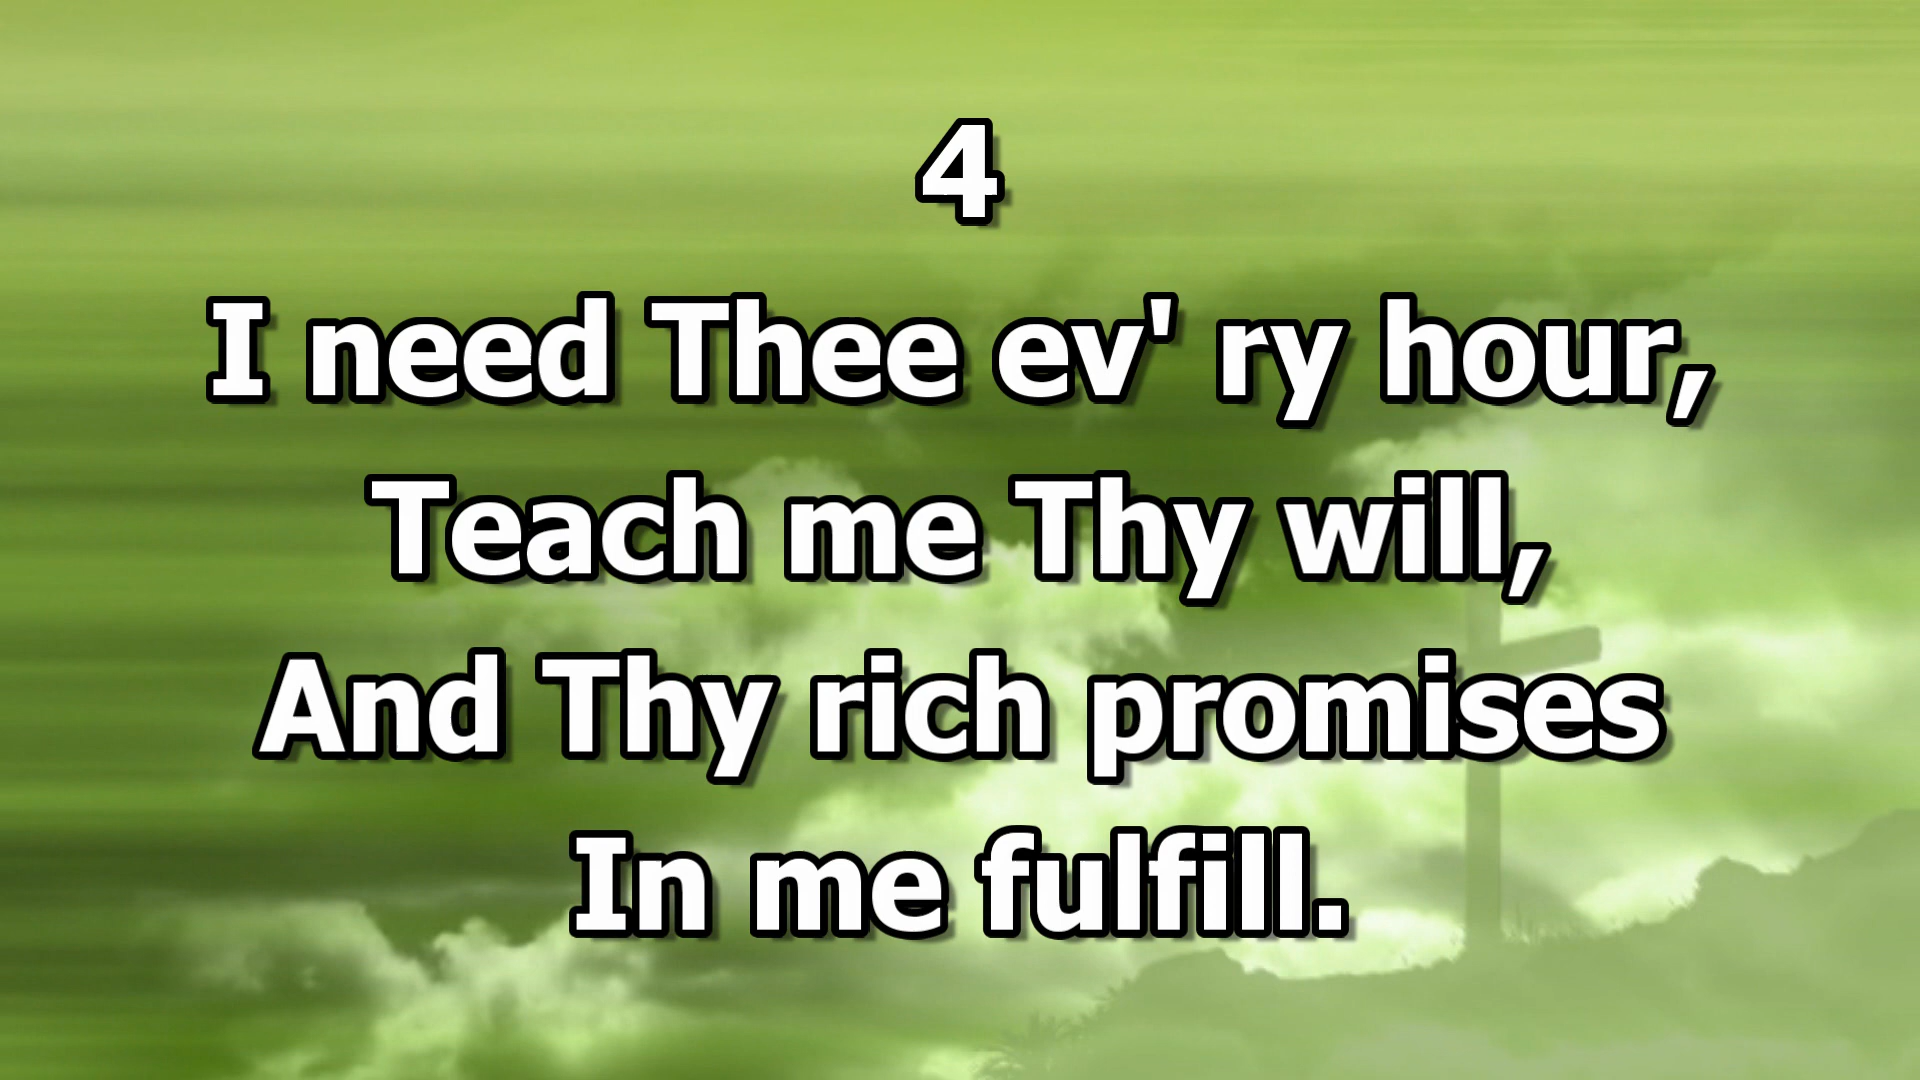 4
I need Thee ev' ry hour,
Teach me Thy will,
And Thy rich promises
In me fulfill.